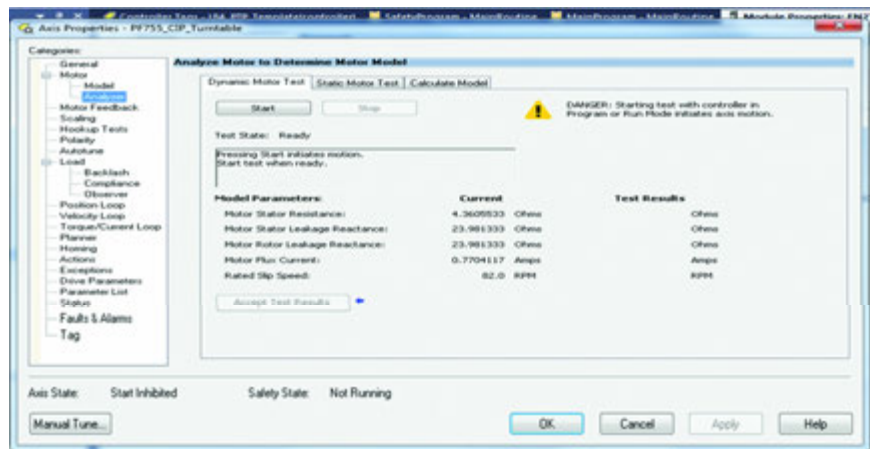 Controller Tags - 184_RTP_Template(controller) SafetyProgram - MainRoutine MainProgram - MainRoutine Module Properties: EN2
Axis Properties - PF755_CIP_Turntable
Categories:
General
Motor
Model
Analyzer
Motor Feedback
Scaling
Hookup Tests
Polarity
Autotune
Load
Backlash
Compliance
Observer
Position Loop
Velocity Loop
Torque/Current Loop
Planner
Homing
Actions
Exceptions
Drive Parameters
Parameter List
Status
Faults & Alarms
Tag
Analyze Motor to Determine Motor Model
Dynamic Motor Test Static Motor Test Calculate Model
Start Stop
DANGER: Starting test with controller in
Program or Run Mode initiates axis motion.
Test State: Ready
Pressing Start initiates motion.
Start test when ready.
Model Parameters: Current Test Results
Motor Stator Resistance: 4.3605533 Ohms Ohms
Motor Stator Leakage Reactance: 23.981333 Ohms Ohms
Motor Rotor Leakage Reactance: 23.981333 Ohms Ohms
Motor Flux Current: 0.7704117 Amps Amps
Rated Slip Speed: 82.0 RPM RPM
Accept Test Results
Axis State: Start Inhibited Safety State: Not Running
Manual Tune... OK Cancel Apply Help